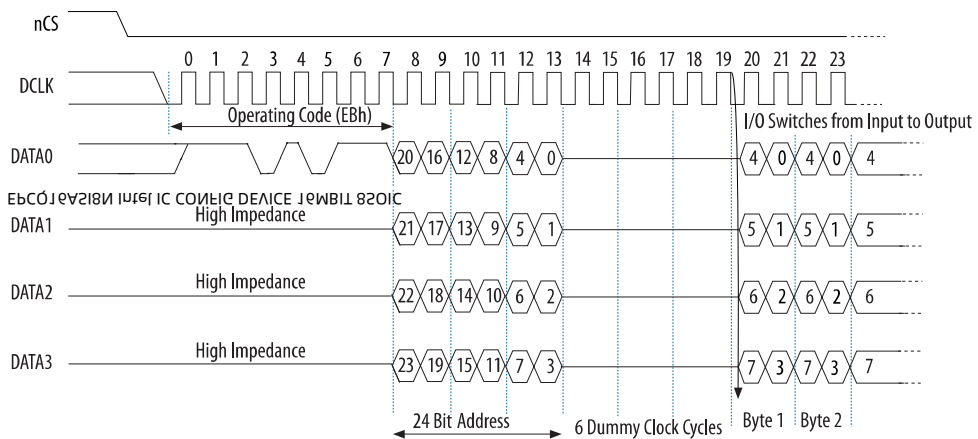 nCS
0 1 2 3 4 5 6 7 8 9 10 11 12 13 14 15 16 17 18 19 20 21 22 23
DCLK
Operating Code (EBh)
I/O Switches from Input to Output
DATA0 20 16 12 8 4 0 4 0 4 0 4
EPCQ16ASI8N Intel IC CONFIG DEVICE 16MBIT 8SOIC
High Impedance
DATA1 21 17 13 9 5 1 5 1 5 1 5
High Impedance
DATA2 22 18 14 10 6 2 6 2 6 2 6
High Impedance
DATA3 23 19 15 11 7 3 7 3 7 3 7
24 Bit Address 6 Dummy Clock Cycles Byte 1 Byte 2